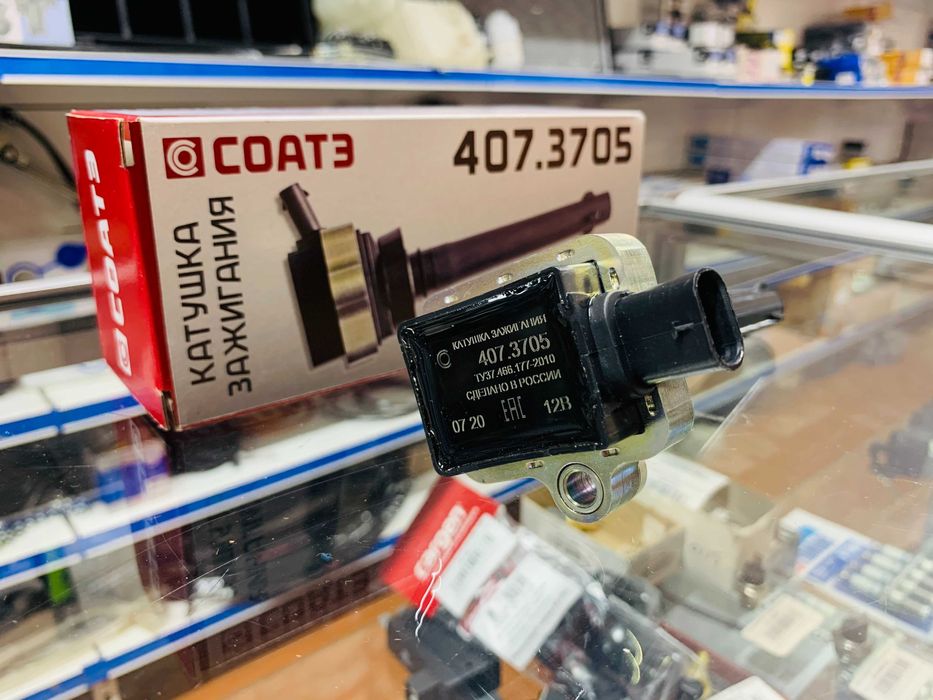 СОАТЭ
407.3705
КАТУШКА
ЗАЖИГАНИЯ
СОАТЭ
КАТУШКА ЗАЖИГАНИЯ
407.3705
ТУ37.466.177-2010
СДЕЛАНО В РОССИИ
07 20
EAC
12В